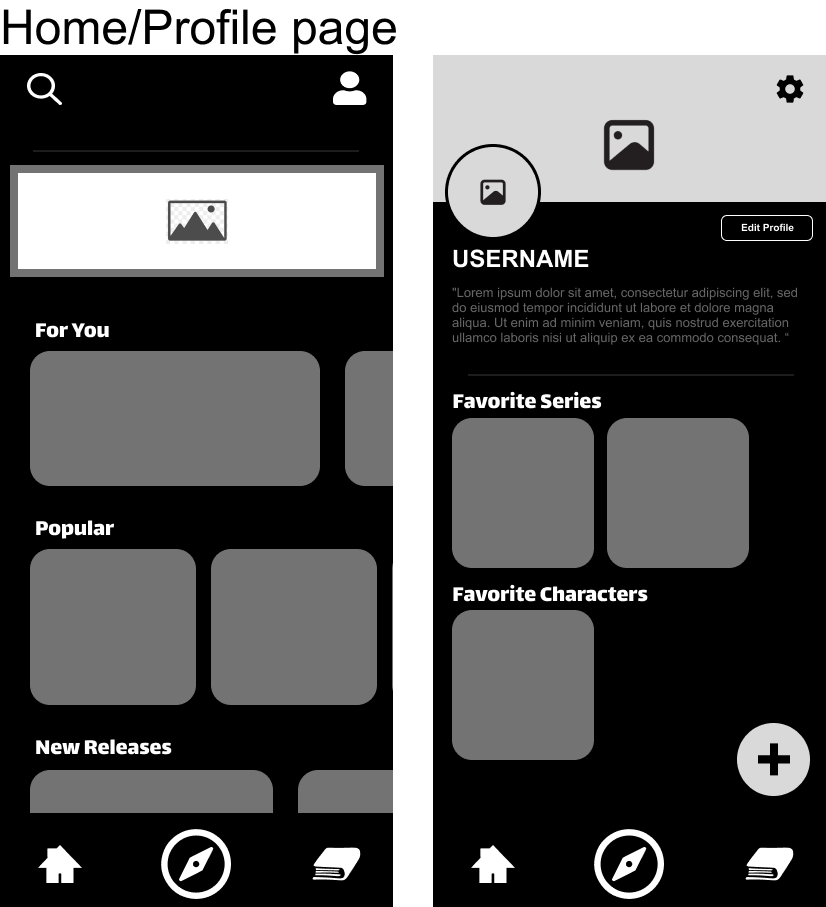 Home/Profile page
For You
Popular
New Releases
Edit Profile
USERNAME
"Lorem ipsum dolor sit amet, consectetur adipiscing elit, sed
do eiusmod tempor incididunt ut labore et dolore magna
aliqua. Ut enim ad minim veniam, quis nostrud exercitation
ullamco laboris nisi ut aliquip ex ea commodo consequat. “
Favorite Series
Favorite Characters